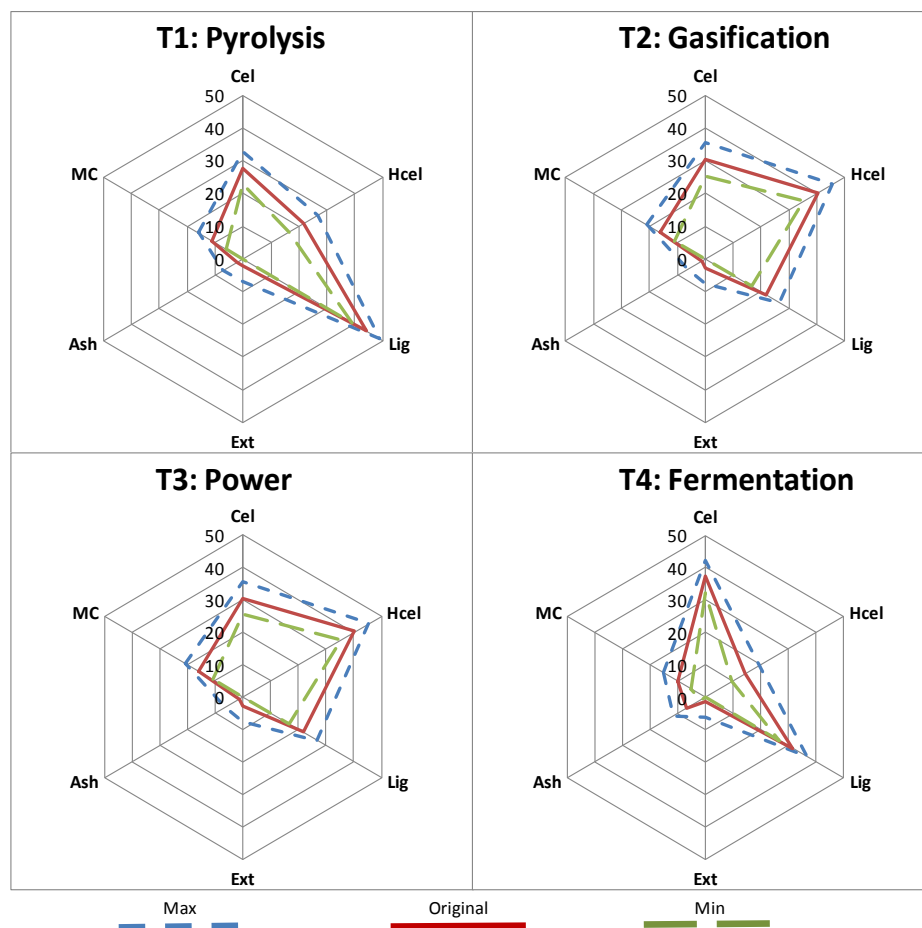 T1: Pyrolysis
Cel
50
40
30
20
10
0
MC
Hcel
Ash
Lig
Ext
T2: Gasification
Cel
50
40
30
20
10
0
MC
Hcel
Ash
Lig
Ext
T3: Power
Cel
50
40
30
20
10
0
MC
Hcel
Ash
Lig
Ext
T4: Fermentation
Cel
50
40
30
20
10
0
MC
Hcel
Ash
Lig
Ext
Max
Original
Min